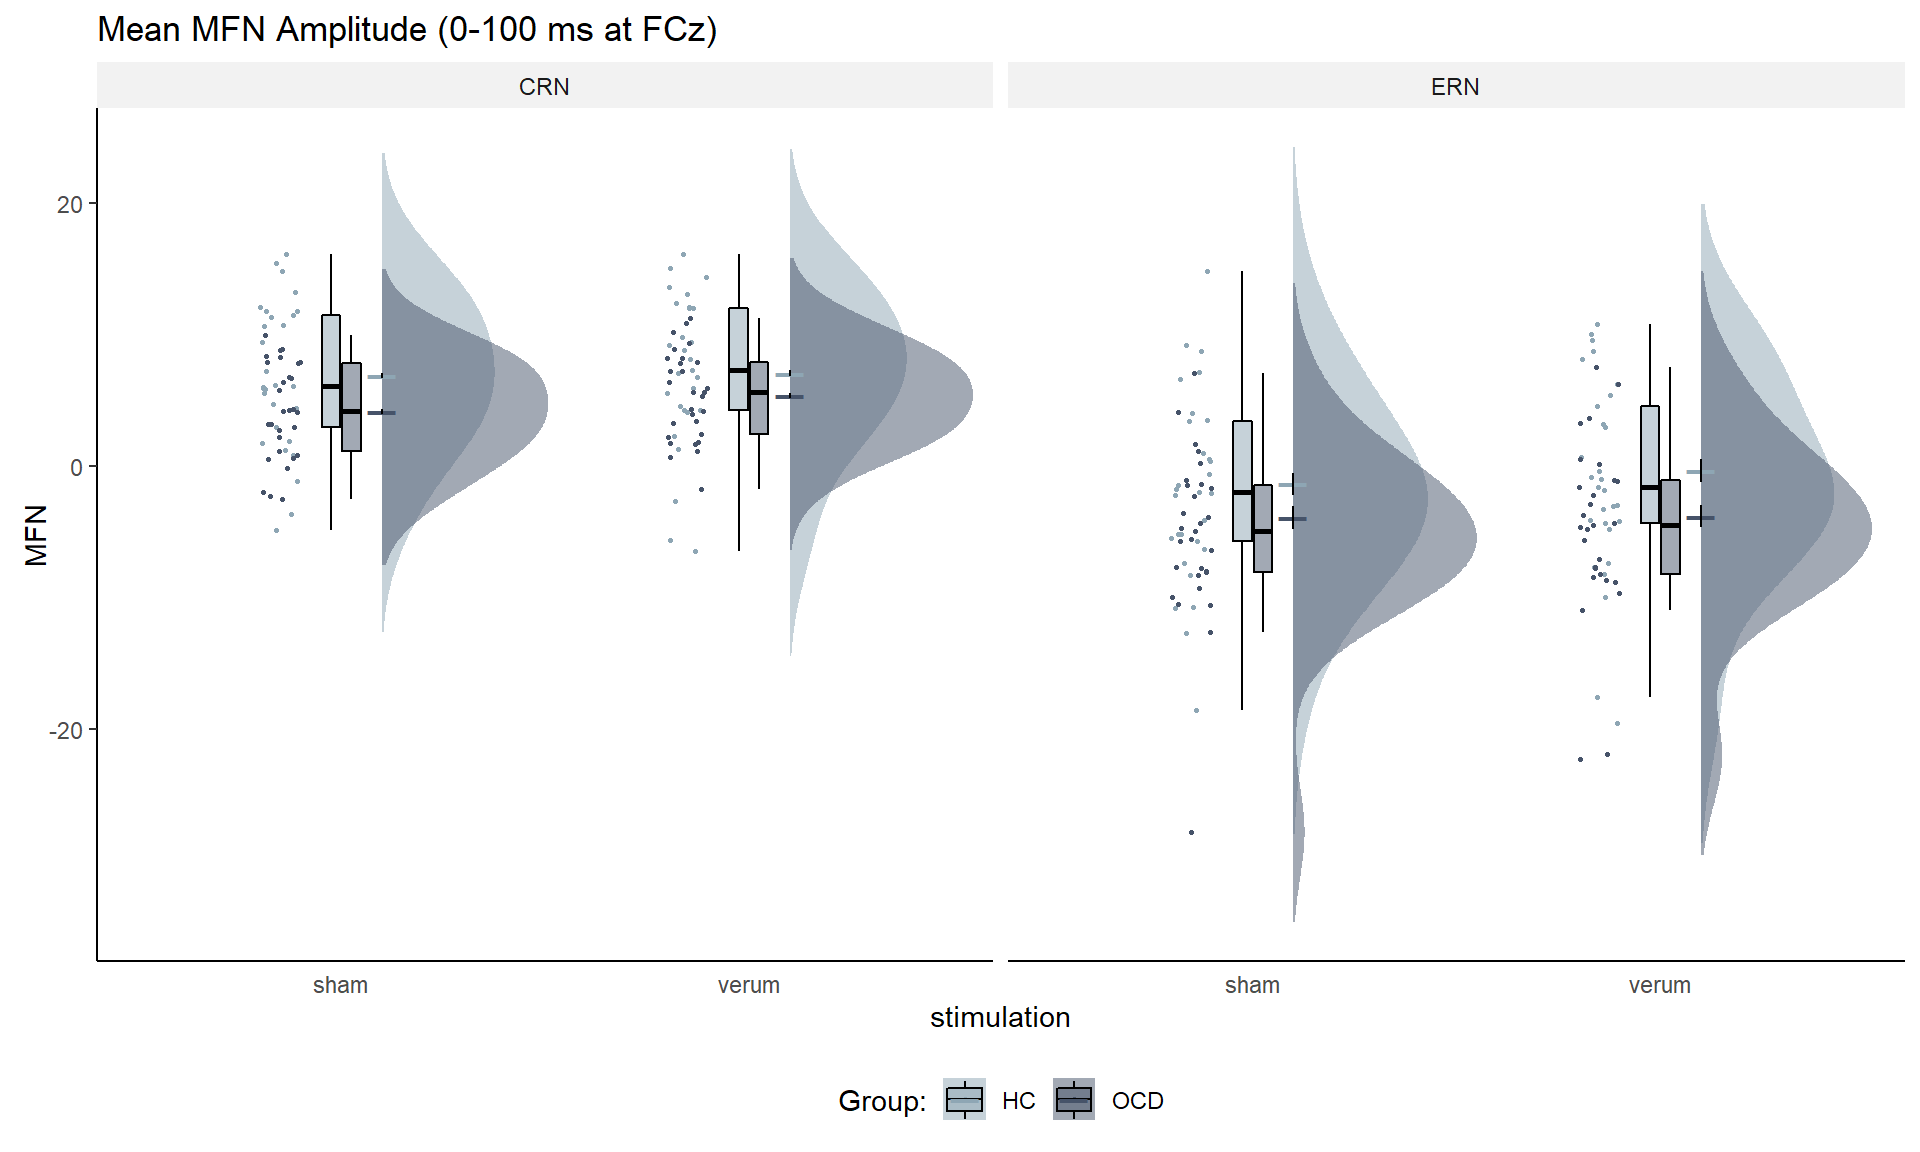 Mean MFN Amplitude (0-100 ms at FCz)
CRN
ERN
20
0
-20
MFN
sham
verum
sham
verum
stimulation
Group: HC OCD